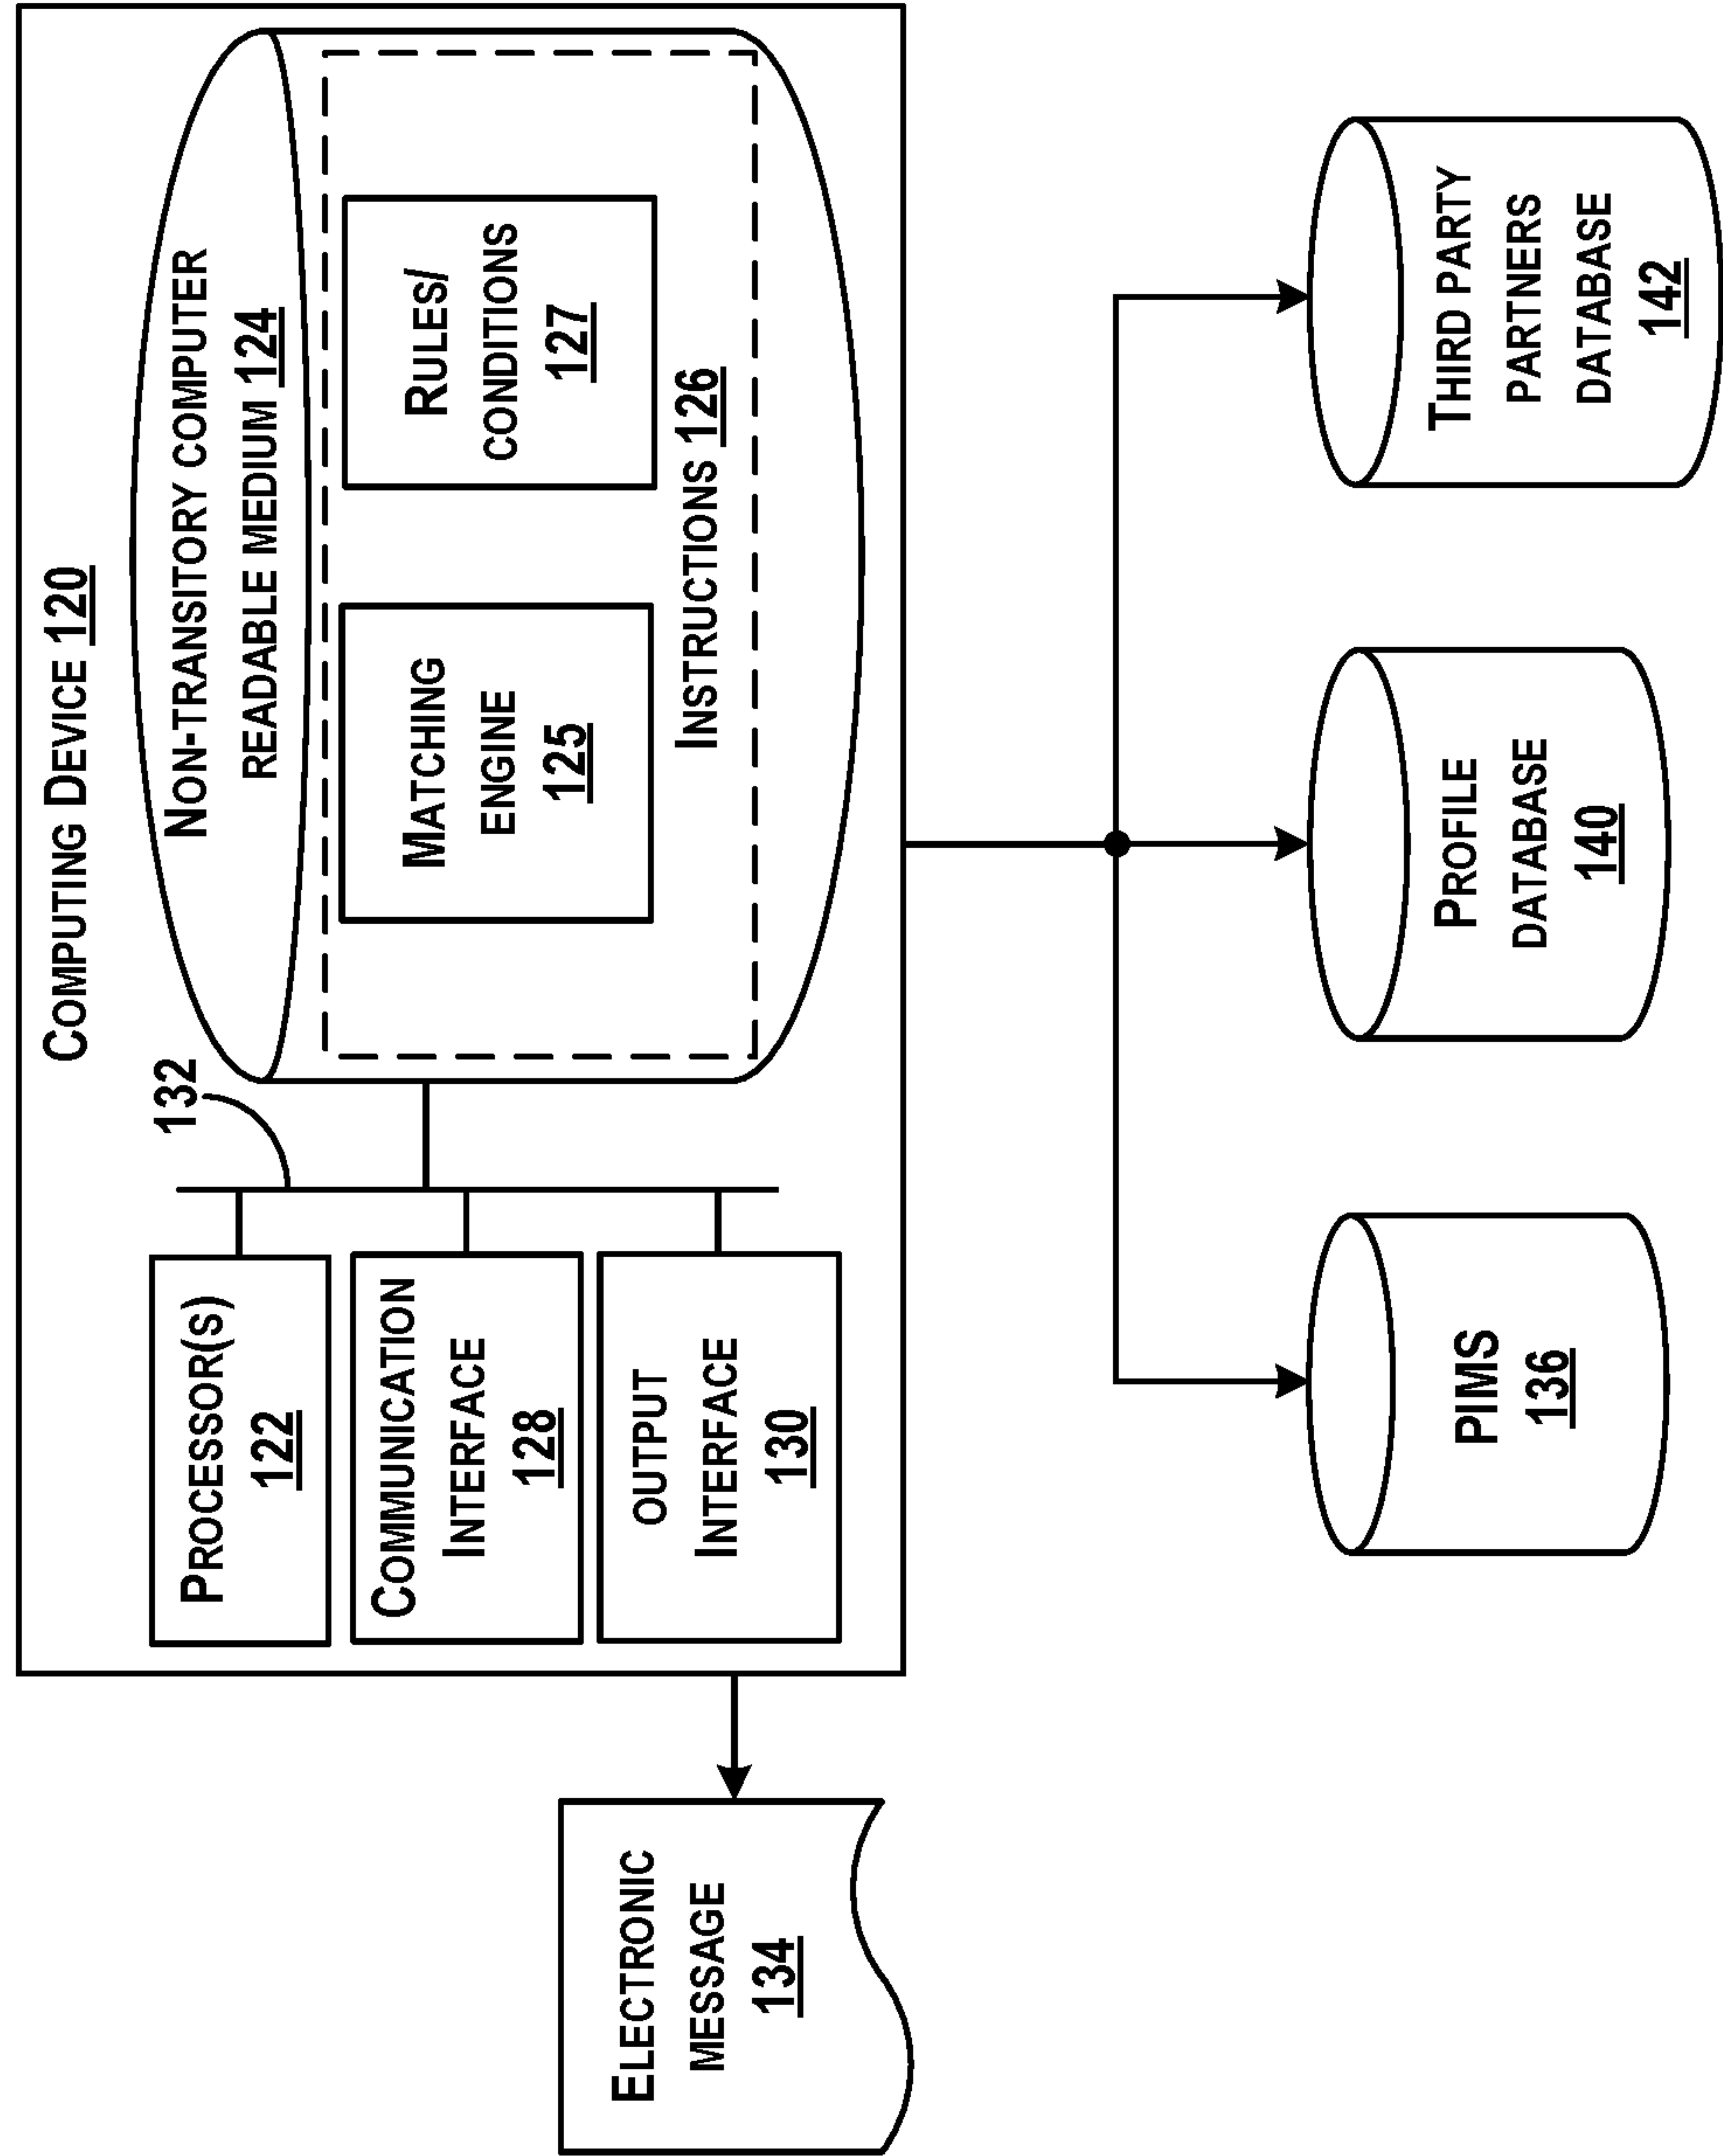 COMPUTING DEVICE 120
132
PROCESSOR(S)
122
COMMUNICATION
INTERFACE
128
OUTPUT
INTERFACE
130
NON-TRANSITORY COMPUTER
READABLE MEDIUM 124
MATCHING
ENGINE
125
RULES/
CONDITIONS
127
INSTRUCTIONS 126
ELECTRONIC
MESSAGE
134
PIMS
136
PROFILE
DATABASE
140
THIRD PARTY
PARTNERS
DATABASE
142